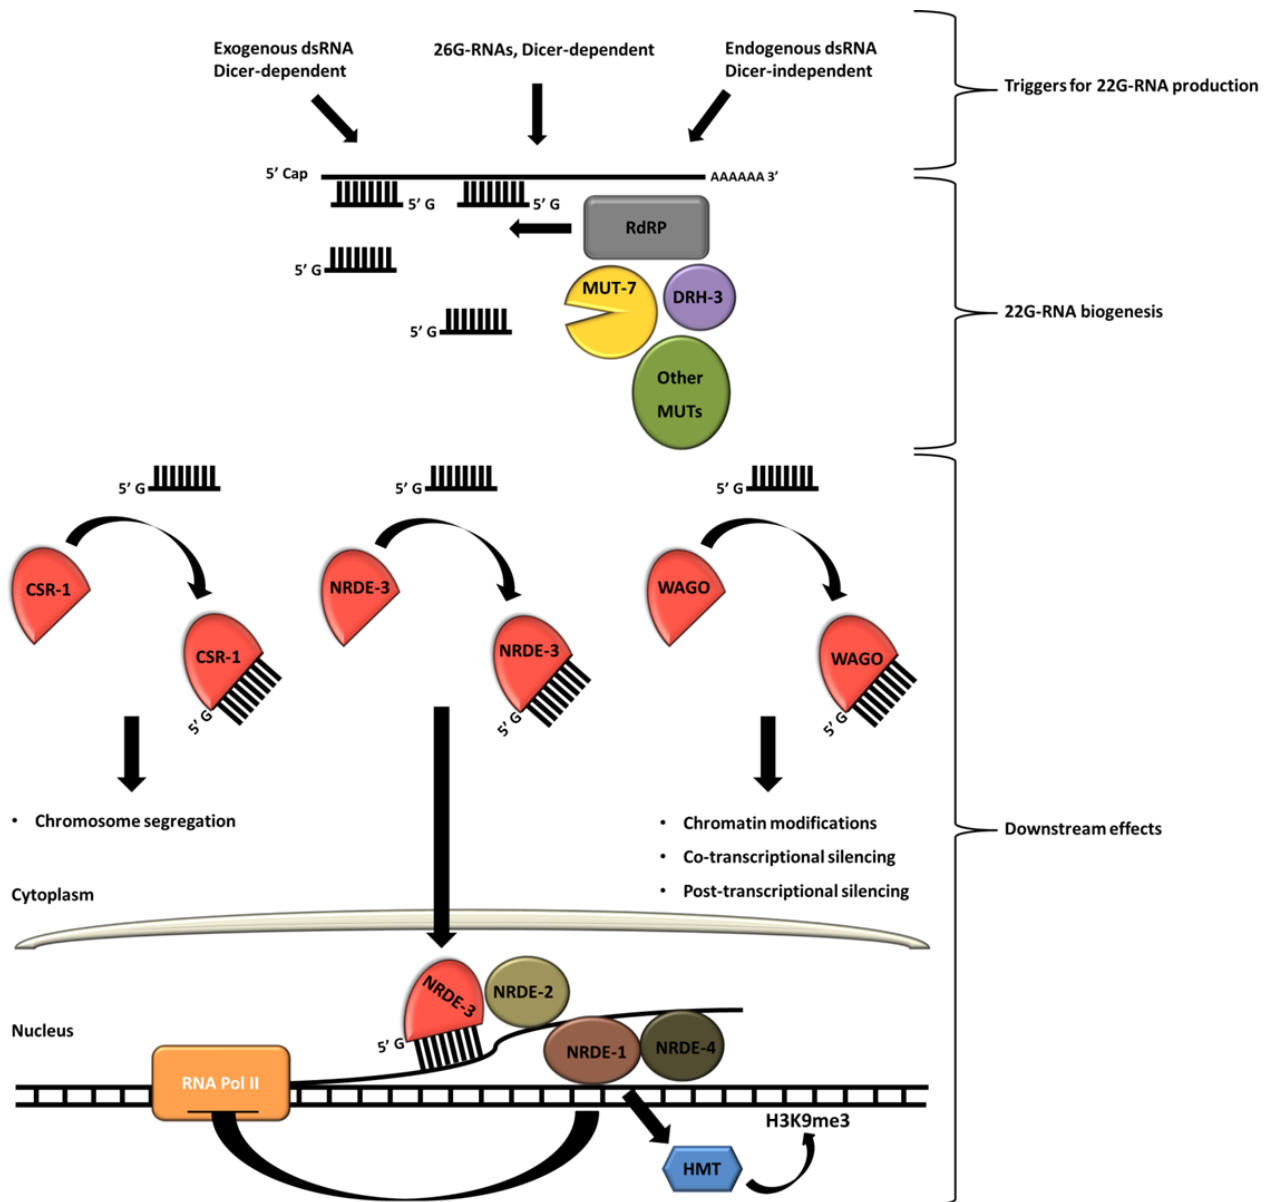 Exogenous dsRNA
Dicer-dependent
26G-RNAs, Dicer-dependent
Endogenous dsRNA
Dicer-independent
Triggers for 22G-RNA production
5’ Cap
AAAAAA 3’
5’ G
5’ G
RdRP
5’ G
MUT-7
DRH-3
22G-RNA biogenesis
5’ G
Other
MUTs
5’ G
5’ G
5’ G
CSR-1
NRDE-3
WAGO
CSR-1
NRDE-3
WAGO
5’ G
5’ G
5’ G
• Chromosome segregation
• Chromatin modifications
• Co-transcriptional silencing
• Post-transcriptional silencing
Downstream effects
Cytoplasm
NRDE-3
NRDE-2
Nucleus
5’ G
NRDE-1
NRDE-4
RNA Pol II
H3K9me3
HMT